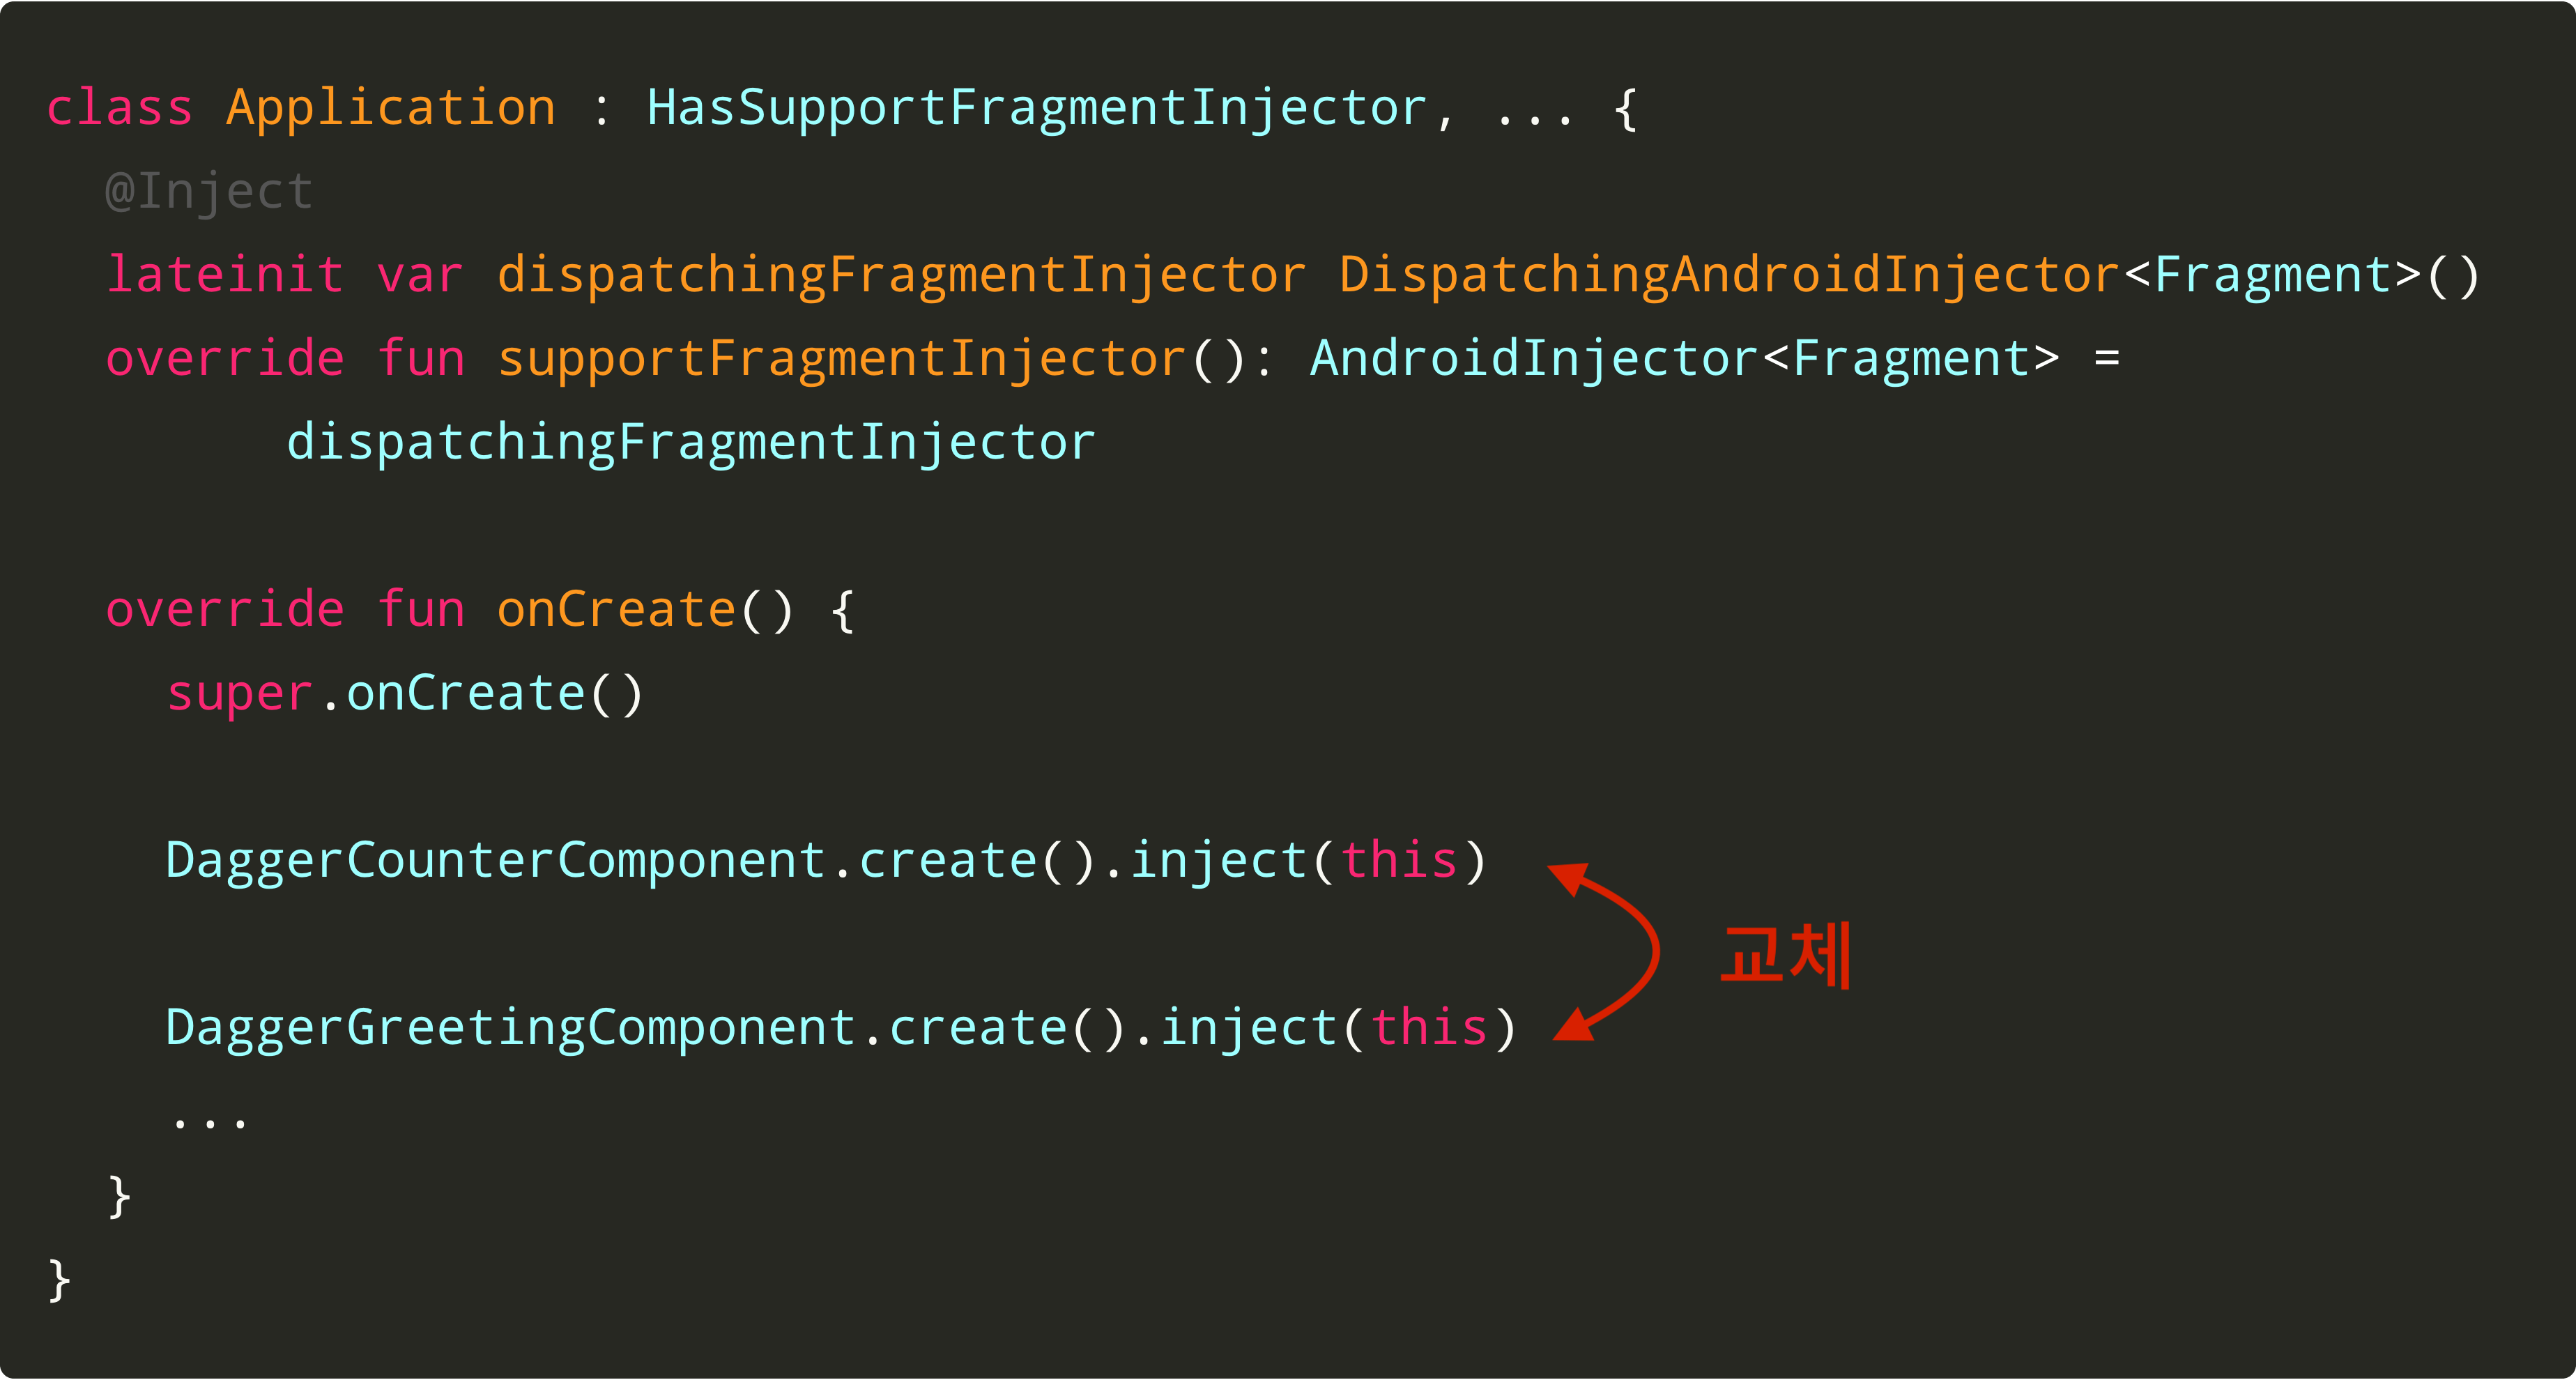 class Application : HasSupportFragmentInjector, ... {
@Inject
lateinit var dispatchingFragmentInjector DispatchingAndroidInjector<Fragment>()
override fun supportFragmentInjector(): AndroidInjector<Fragment> =
dispatchingFragmentInjector
override fun onCreate() {
super.onCreate()
DaggerCounterComponent.create().inject(this)
교체
DaggerGreetingComponent.create().inject(this)
...
}
}